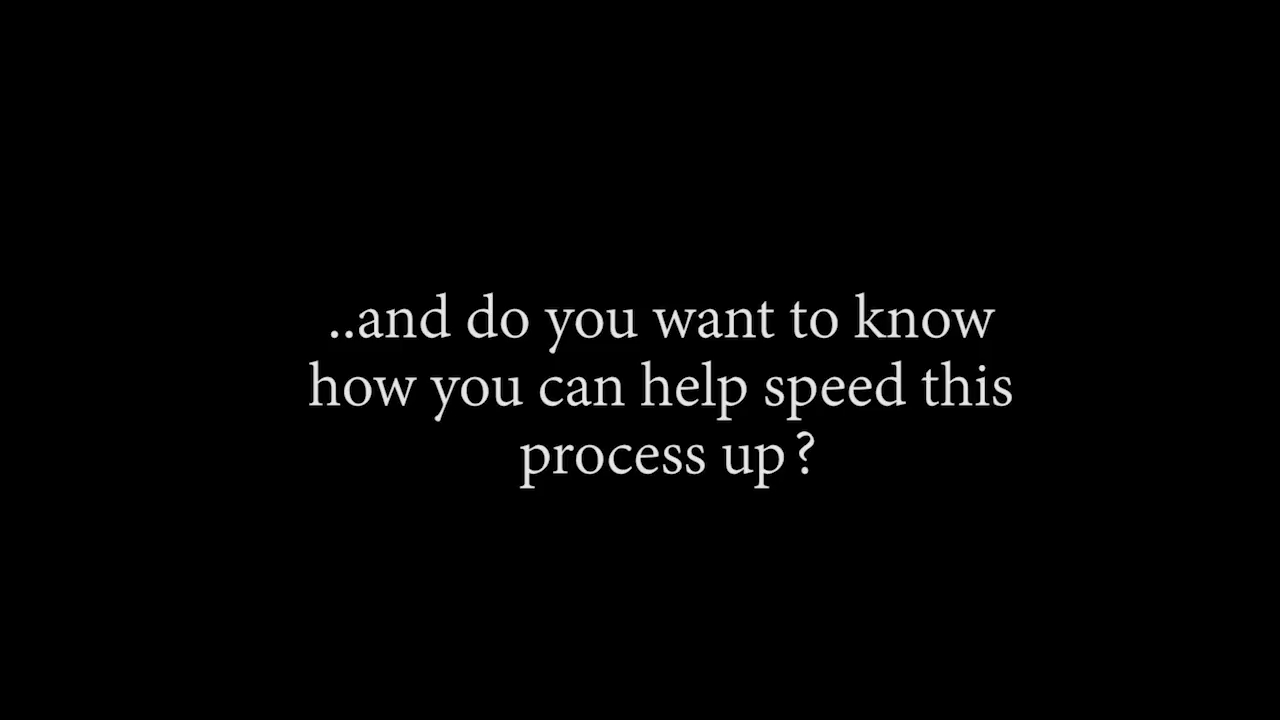 ..and do you want to know
how you can help speed this
process up?